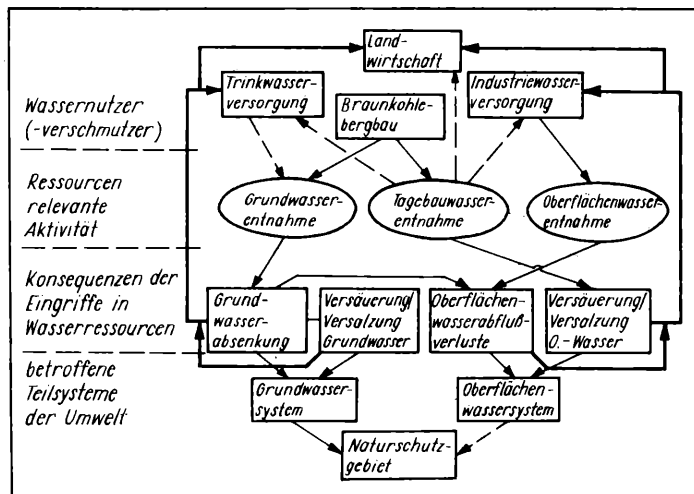 Land-
wirtschaft
Trinkwasser-
versorgung
Braunkohle-
bergbau
Industriewasser-
versorgung
Wassernutzer
(-verschmutzer)
Ressourcen
relevante
Aktivität
Grundwasser-
entnahme
Tagebauwasser-
entnahme
Oberflächenwasser-
entnahme
Konsequenzen der
Eingriffe in
Wasserressourcen
Grund-
wasser-
absenkung
Versäuerung/
Versalzung
Grundwasser
Oberflächen-
wasserabfluß-
verluste
Versäuerung/
Versalzung
O.-Wasser
betroffene
Teilsysteme
der Umwelt
Grundwasser-
system
Oberflächen-
wassersystem
Naturschutz-
gebiet